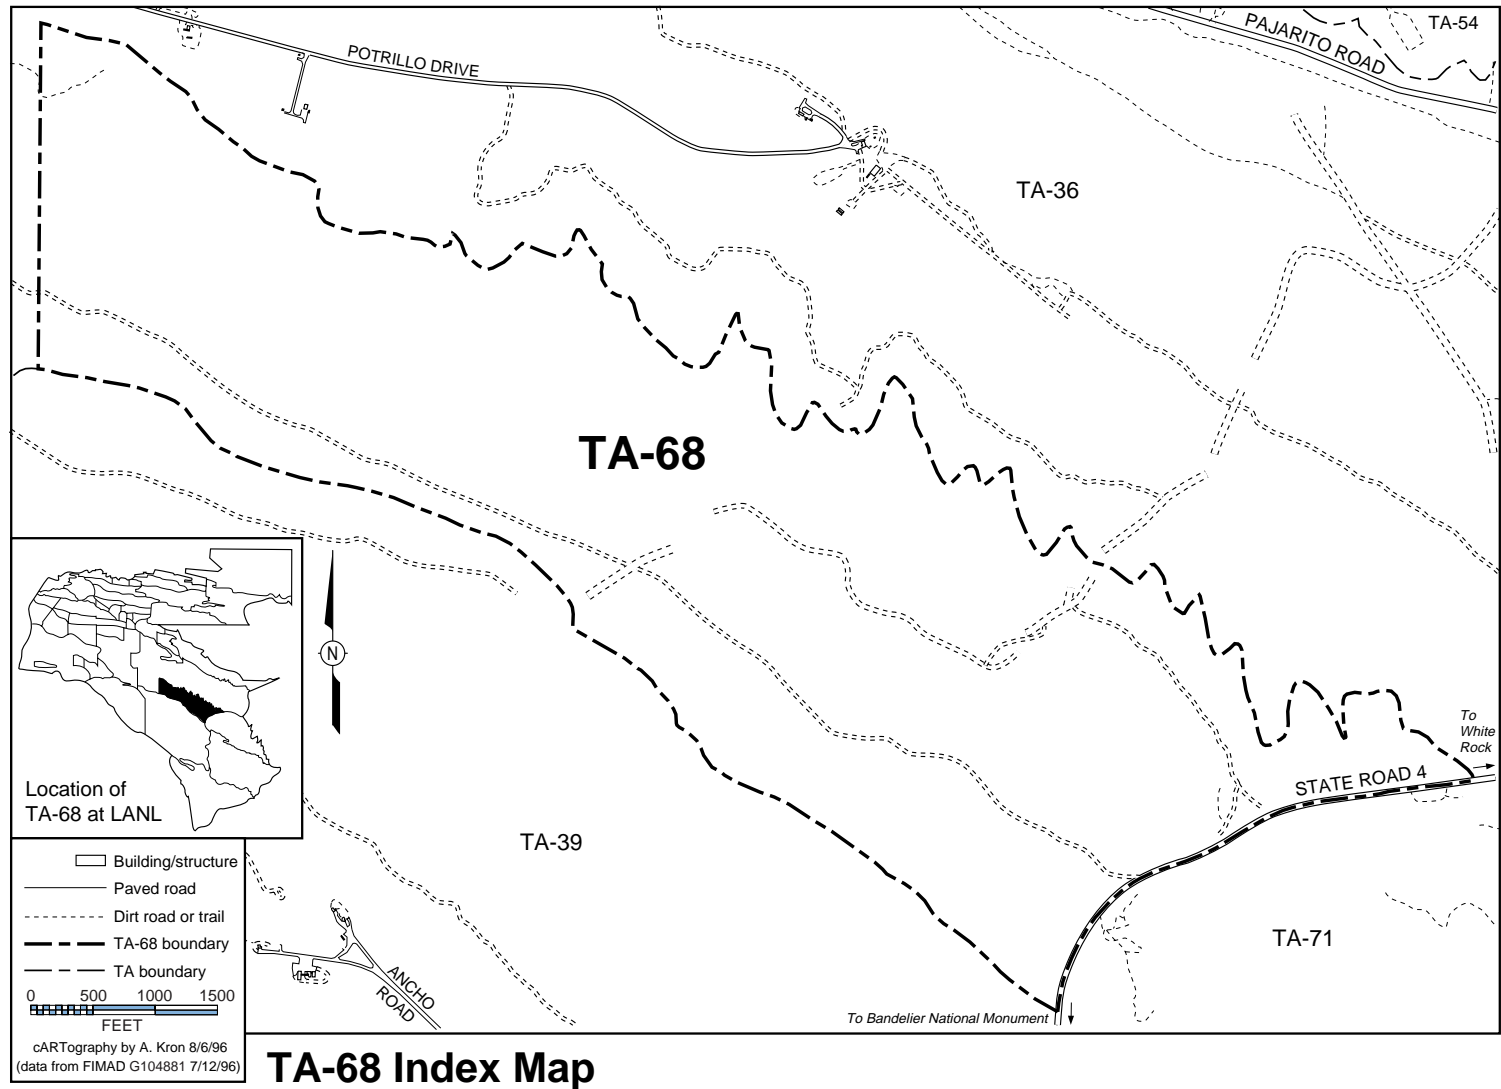 TA-54
PAJARITO ROAD
POTRILLO DRIVE
TA-36
TA-68
N
To
White
Rock
STATE ROAD 4
Location of
TA-68 at LANL
TA-39
TA-71
Building/structure
Paved road
Dirt road or trail
TA-68 boundary
TA boundary
0 500 1000 1500
FEET
cARTography by A. Kron 8/6/96
(data from FIMAD G104881 7/12/96)
ANCHO
ROAD
To Bandelier National Monument
TA-68 Index Map